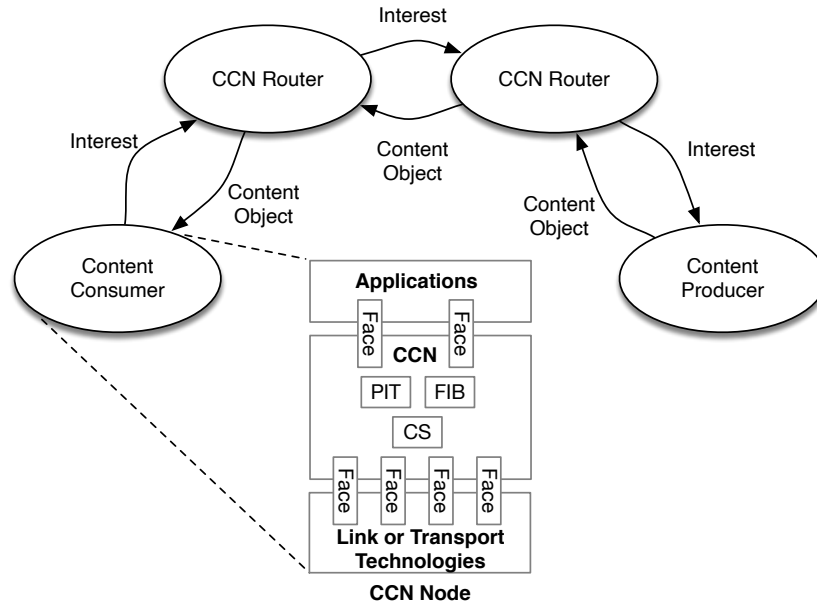 Interest
CCN Router
CCN Router
Interest
Content
Object
Interest
Content
Object
Content
Object
Content
Consumer
Content
Producer
Applications
Face
Face
CCN
PIT
FIB
CS
Face
Face
Face
Face
Link or Transport
Technologies
CCN Node